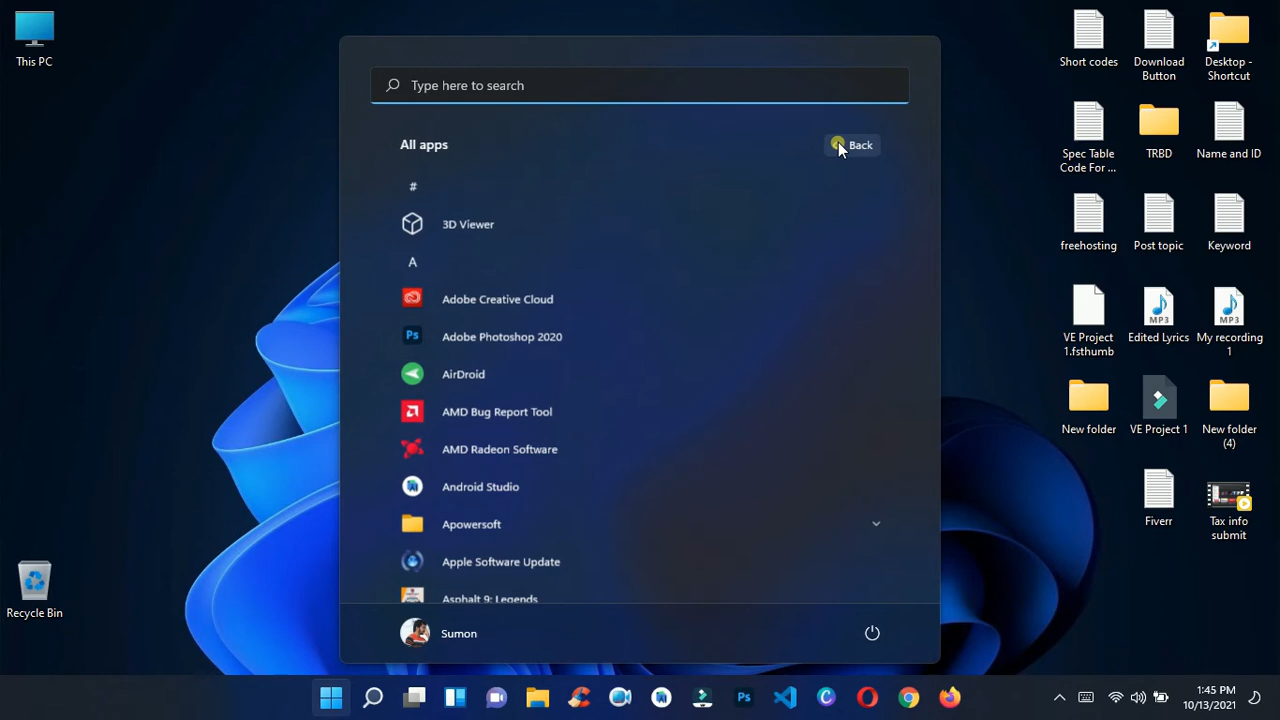 This PC
Recycle Bin
Type here to search
All apps
Back
#
3D Viewer
A
Adobe Creative Cloud
Ps
Adobe Photoshop 2020
AirDroid
AMD Bug Report Tool
AMD Radeon Software
Android Studio
Apowersoft
Apple Software Update
Asphalt 9: Legends
Sumon
Short codes
Download
Button
Desktop -
Shortcut
Spec Table
Code For ...
TRBD
Name and ID
freehosting
Post topic
Keyword
MP3
MP3
VE Project
1.fsthumb
Edited Lyrics
My recording
1
New folder
VE Project 1
New folder
(4)
Fiverr
Tax info
submit
Ps
1:45 PM
10/13/2021